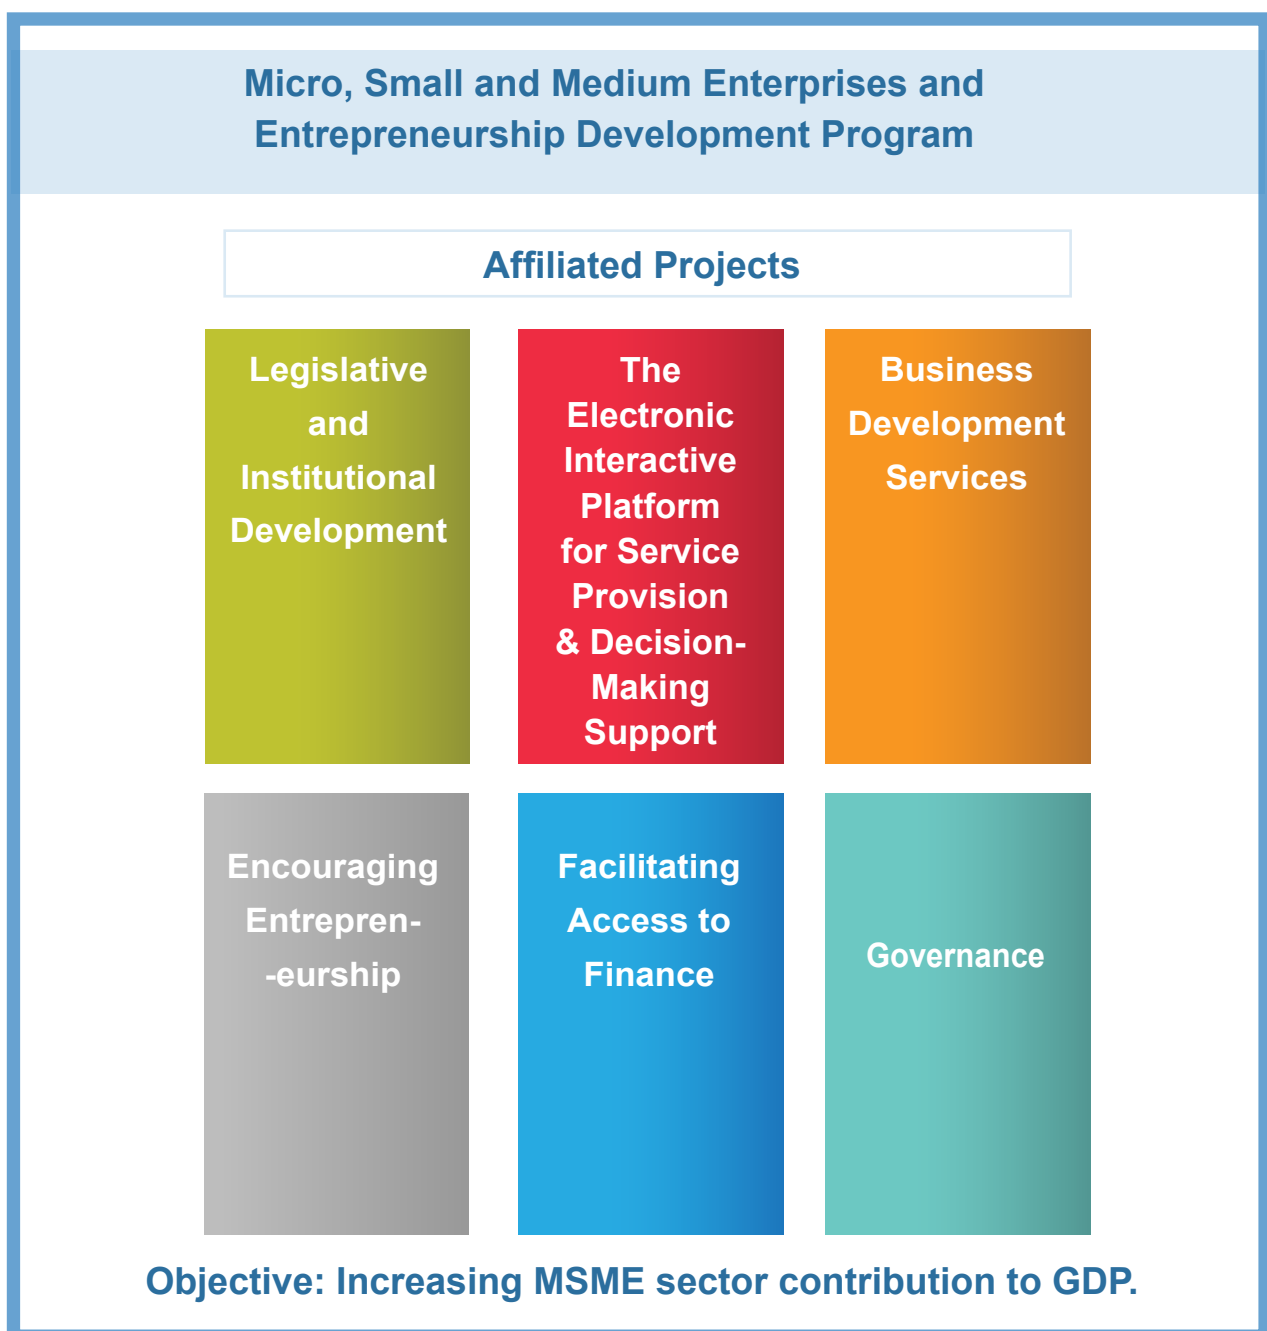 Micro, Small and Medium Enterprises and
Entrepreneurship Development Program
Affiliated Projects
Legislative
and
Institutional
Development
The
Electronic
Interactive
Platform
for Service
Provision
& Decision-
Making
Support
Business
Development
Services
Encouraging
Entrepren-
-eurship
Facilitating
Access to
Finance
Governance
Objective: Increasing MSME sector contribution to GDP.